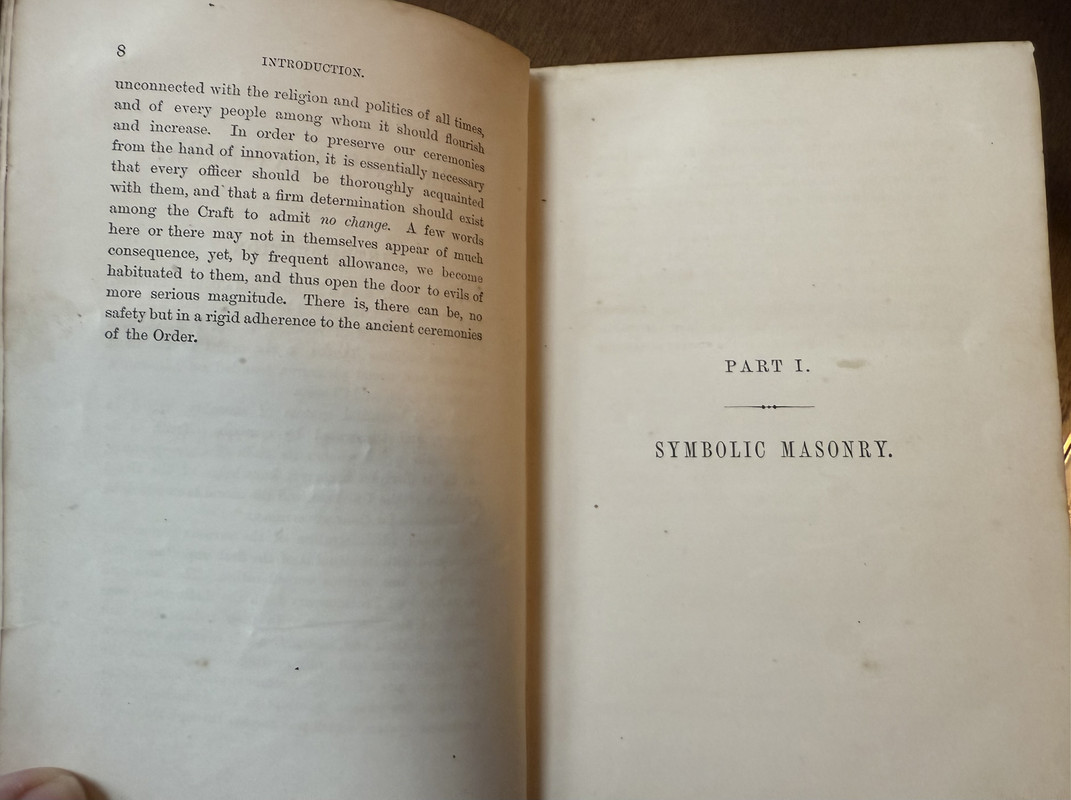 8
INTRODUCTION.
unconnected with the religion and politics of all times,
and of every people among whom it should flourish
and increase. In order to preserve our ceremonies
from the hand of innovation, it is essentially necessary
that every officer should be thoroughly acquainted
with them, and that a firm determination should exist
among the Craft to admit no change. A few words
here or there may not in themselves appear of much
consequence, yet, by frequent allowance, we become
habituated to them, and thus open the door to evils of
more serious magnitude. There is, there can be, no
safety but in a rigid adherence to the ancient ceremonies
of the Order.
PART I.
SYMBOLIC MASONRY.